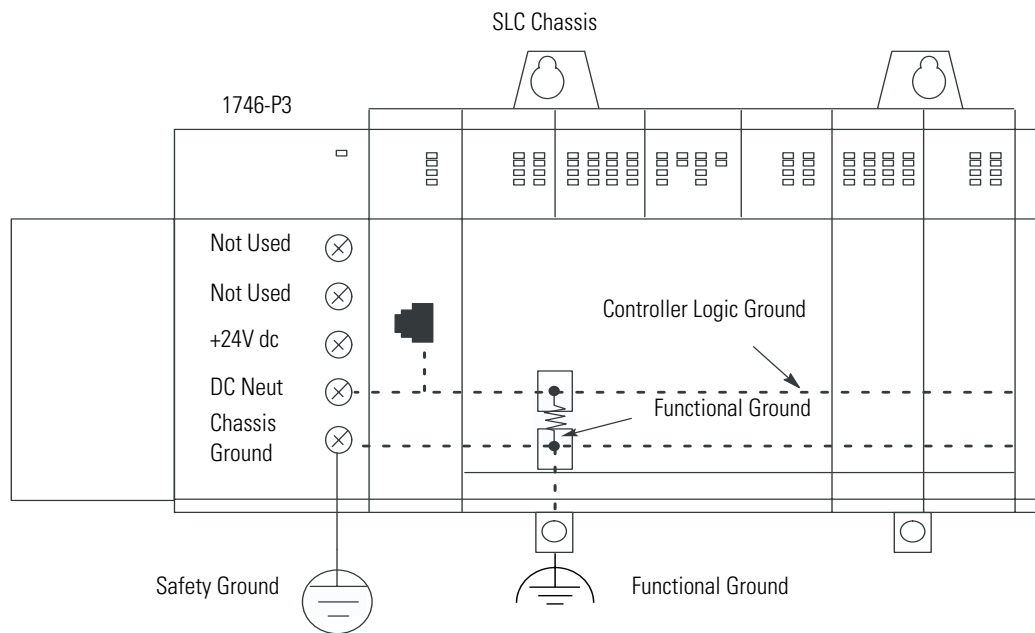 SLC Chassis
1746-P3
Not Used
Not Used
+24V dc
Controller Logic Ground
DC Neut
Functional Ground
Chassis
Ground
Safety Ground
Functional Ground